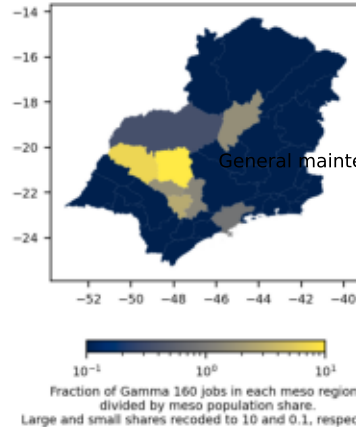 −14
−16
−18
−20
General mainte
−22
−24
−52 −50 −48 −46 −44 −42 −40
10⁻¹ 10⁰ 10¹
Fraction of Gamma 160 jobs in each meso region
divided by meso population share.
Large and small shares recoded to 10 and 0.1, respec